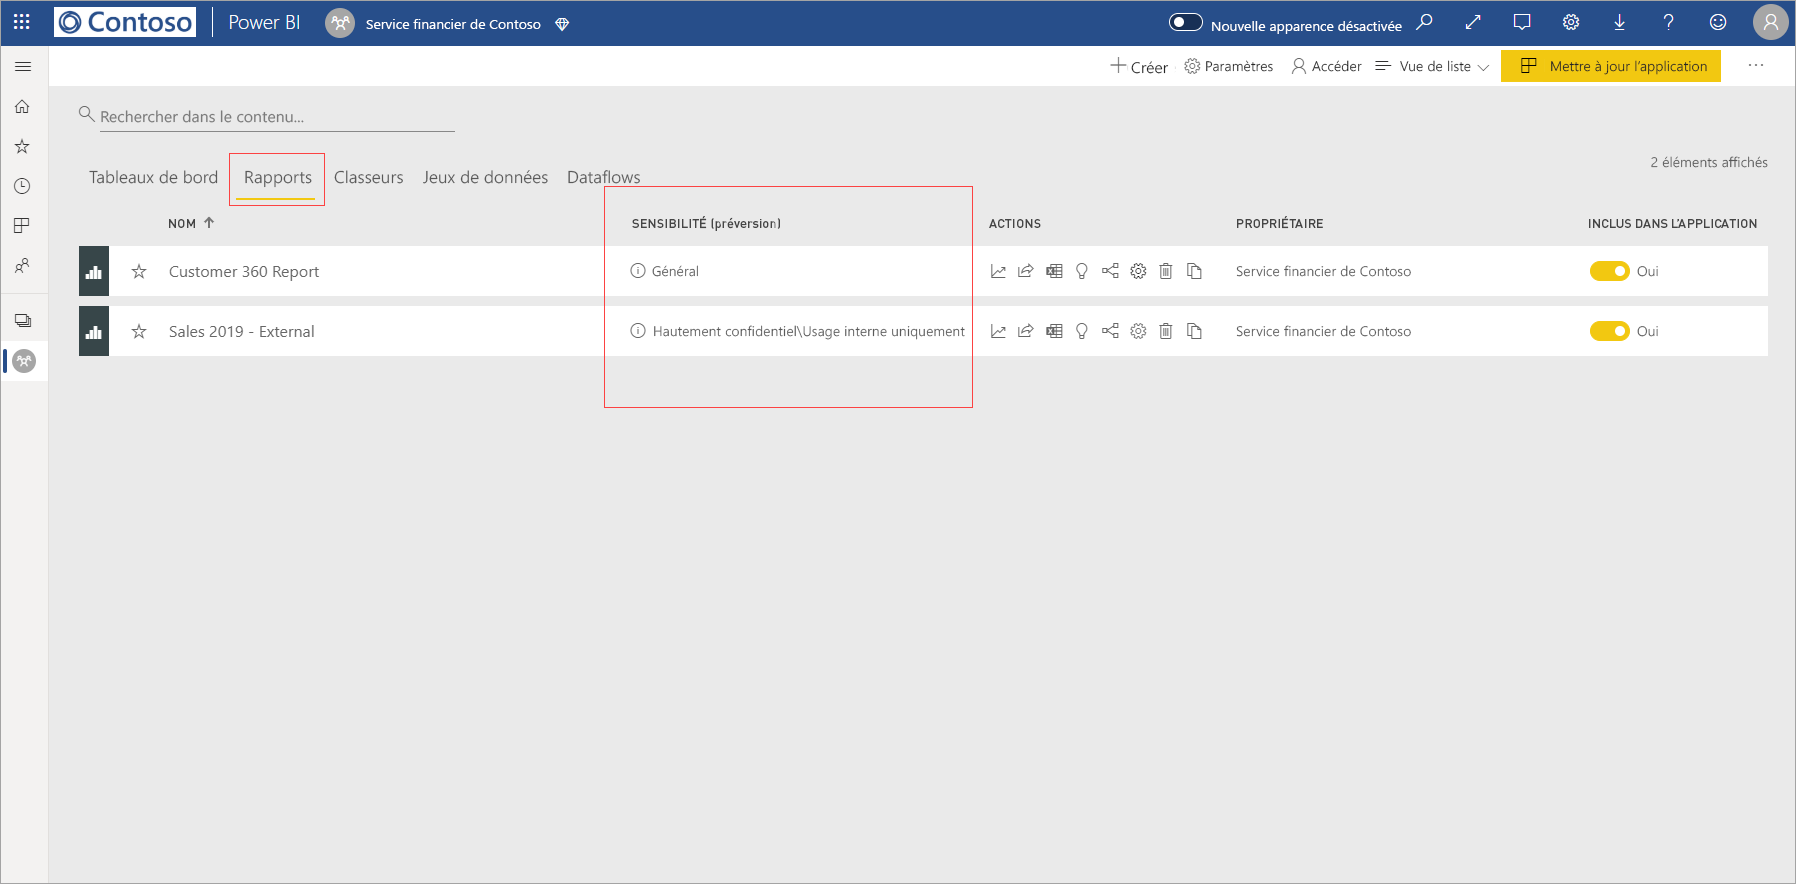 Contoso Power BI Service financier de Contoso Nouvelle apparence désactivée
Créer Paramètres Accéder Vue de liste Mettre à jour l'application
Rechercher dans le contenu...
2 éléments affichés
Tableaux de bord Rapports Classeurs Jeux de données Dataflows
NOM SENSIBILITÉ (préversion) ACTIONS PROPRIÉTAIRE INCLUS DANS L'APPLICATION
Customer 360 Report Général Service financier de Contoso Oui
Sales 2019 - External Hautement confidentiel\Usage interne uniquement Service financier de Contoso Oui